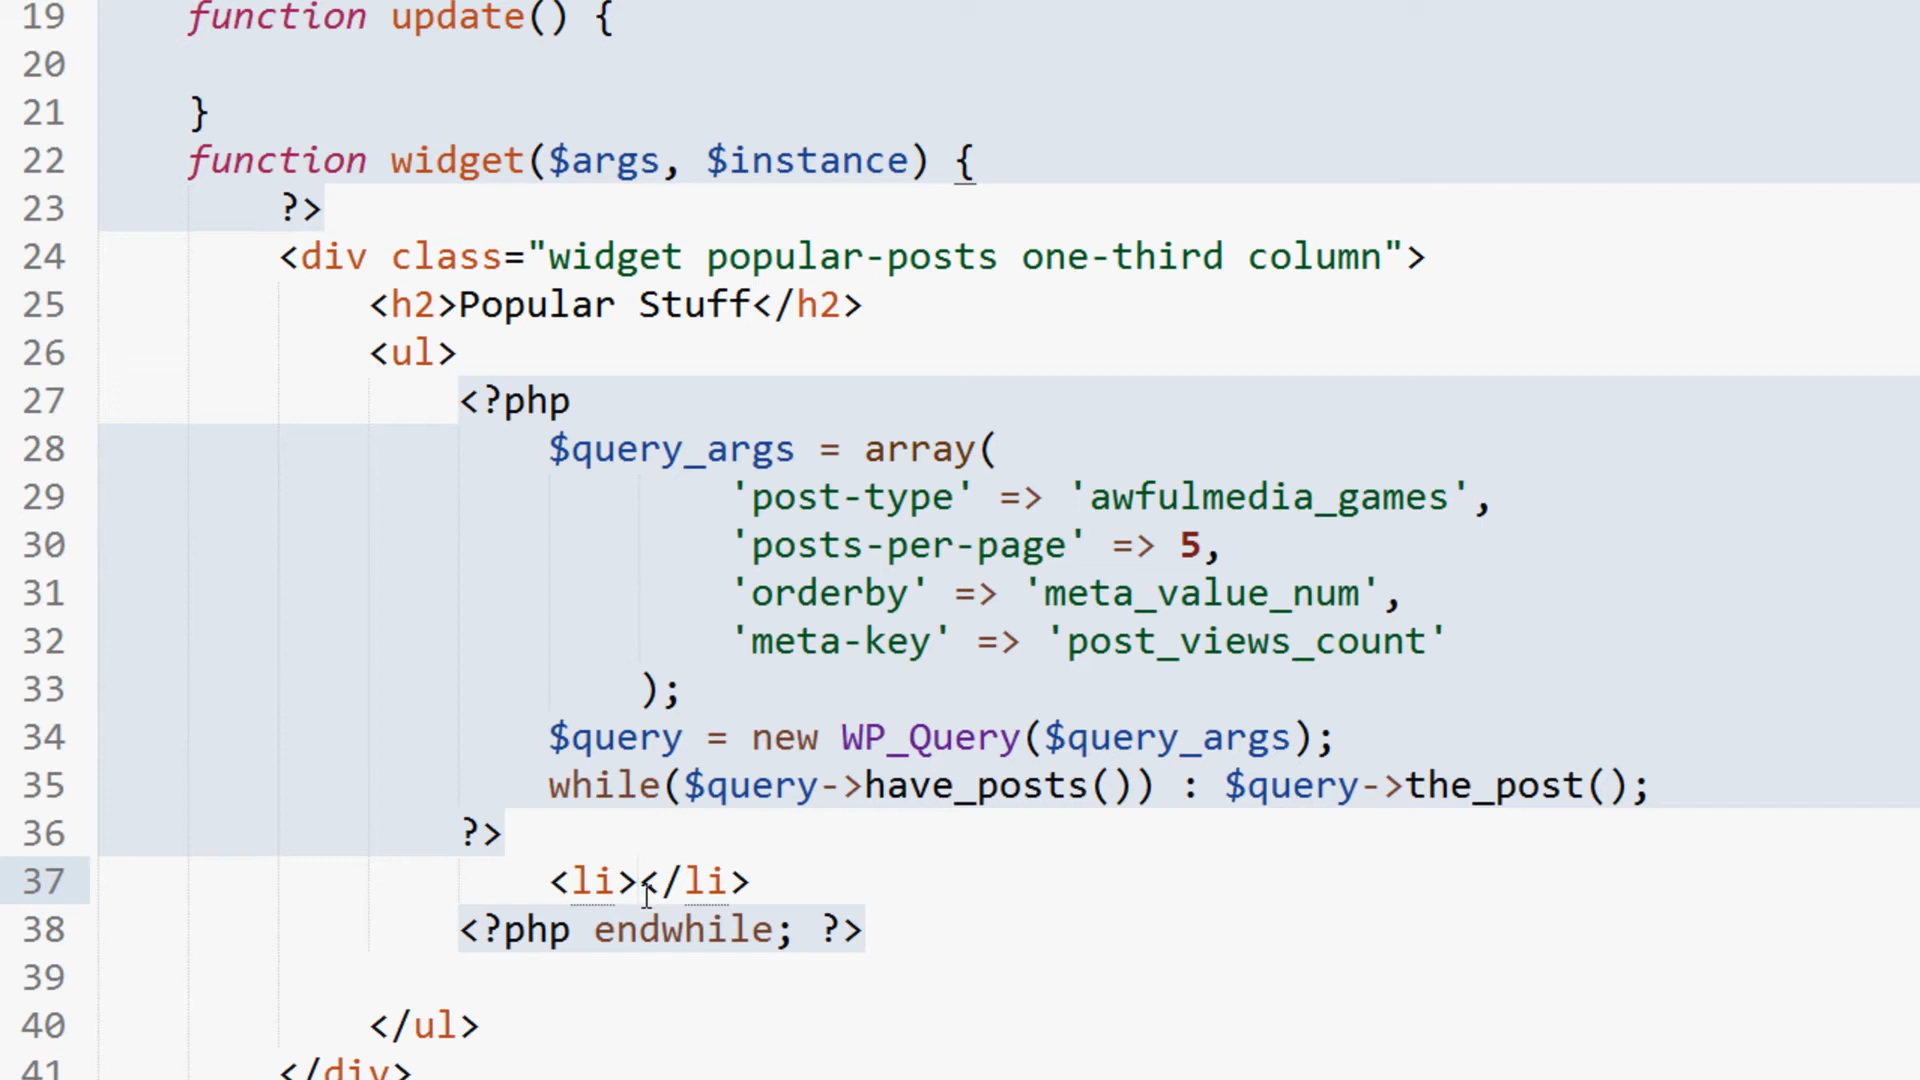 19 function update() {
20
21 }
22 function widget($args, $instance) {
23 ?>
24 <div class="widget popular-posts one-third column">
25 <h2>Popular Stuff</h2>
26 <ul>
27 <?php
28 $query_args = array(
29 'post-type' => 'awfulmedia_games',
30 'posts-per-page' => 5,
31 'orderby' => 'meta_value_num',
32 'meta-key' => 'post_views_count'
33 );
34 $query = new WP_Query($query_args);
35 while($query->have_posts()) : $query->the_post();
36 ?>
37 <li></li>
38 <?php endwhile; ?>
39
40 </ul>
41 </div>